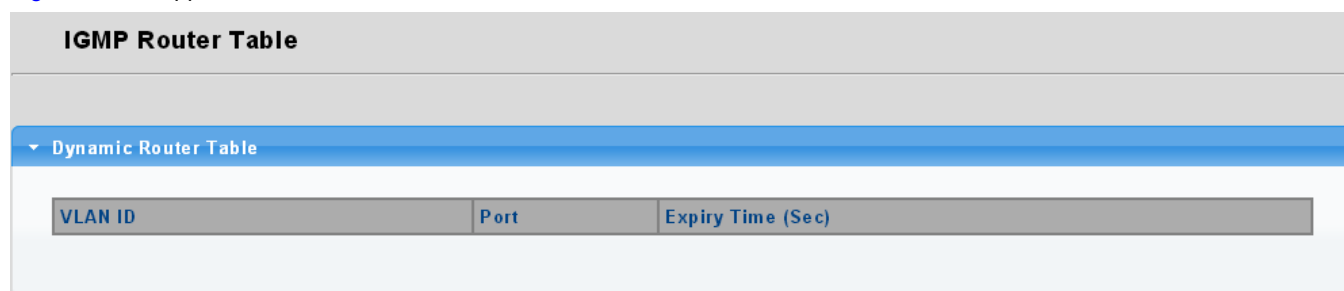 IGMP Router Table
Dynamic Router Table
VLAN ID Port Expiry Time (Sec)